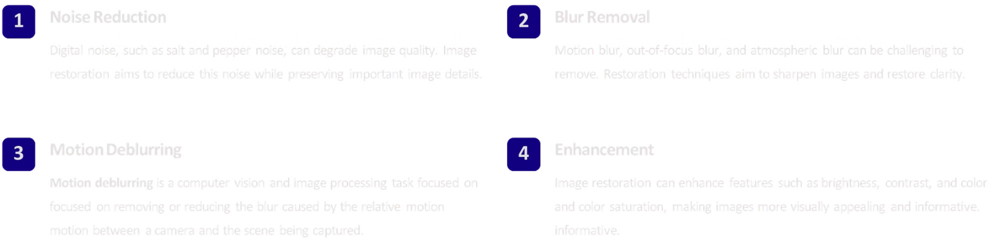 1 Noise Reduction
Digital noise, such as salt and pepper noise, can degrade image quality. Image
restoration aims to reduce this noise while preserving important image details.
2 Blur Removal
Motion blur, out-of-focus blur, and atmospheric blur can be challenging to
remove. Restoration techniques aim to sharpen images and restore clarity.
3 Motion Deblurring
Motion deblurring is a computer vision and image processing task focused on
focused on removing or reducing the blur caused by the relative motion
motion between a camera and the scene being captured.
4 Enhancement
Image restoration can enhance features such as brightness, contrast, and color
and color saturation, making images more visually appealing and informative.
informative.